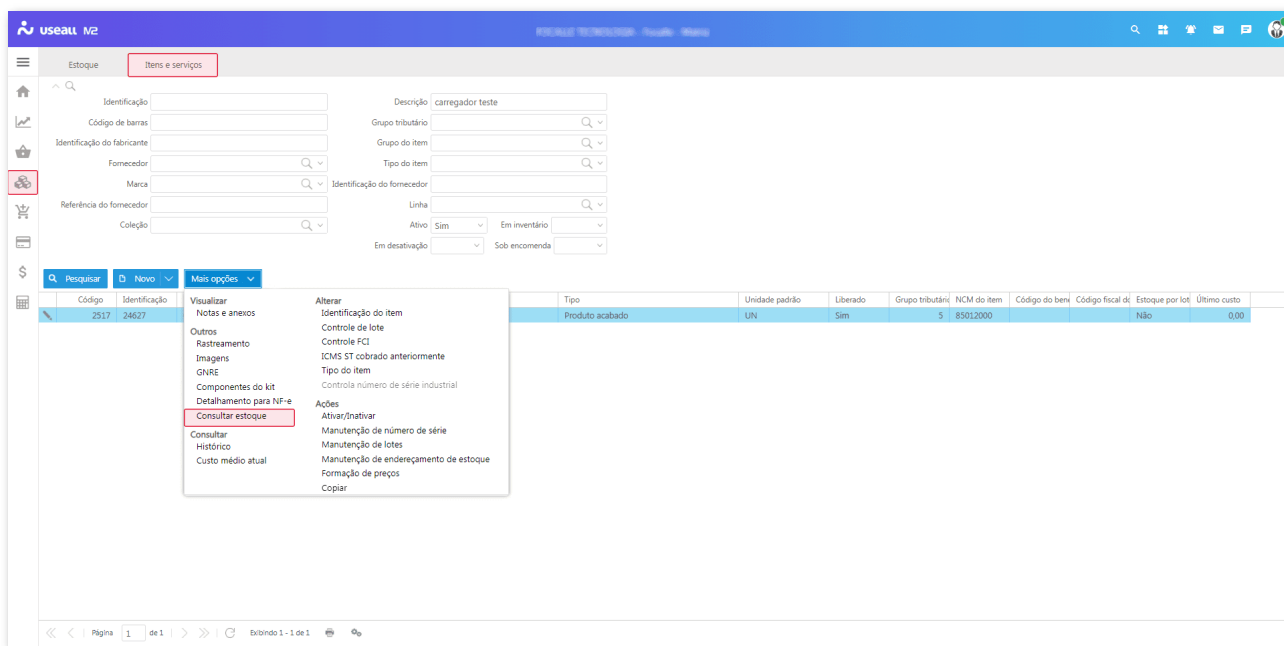 useall M2
Estoque Itens e serviços
Identificação Descrição carregador teste
Código de barras Grupo tributário
Identificação do fabricante Grupo do item
Fornecedor Tipo do item
Marca Identificação do fornecedor
Referência do fornecedor Linha
Coleção Ativo Sim Em inventário
Em desativação Sob encomenda
Pesquisar Novo Mais opções
Código Identificação Tipo Unidade padrão Liberado Grupo tributári NCM do item Código do bene Código fiscal do Estoque por lot Último custo
2517 24627 Produto acabado UN Sim 5 85012000 Não 0,00
Visualizar
Notas e anexos
Outros
Rastreamento
Imagens
GNRE
Componentes do kit
Detalhamento para NF-e
Consultar estoque
Consultar
Histórico
Custo médio atual
Alterar
Identificação do item
Controle de lote
Controle FCI
ICMS ST cobrado anteriormente
Tipo do item
Controla número de série industrial
Ações
Ativar/Inativar
Manutenção de número de série
Manutenção de lotes
Manutenção de endereçamento de estoque
Formação de preços
Copiar
Página 1 de 1 Exibindo 1 - 1 de 1